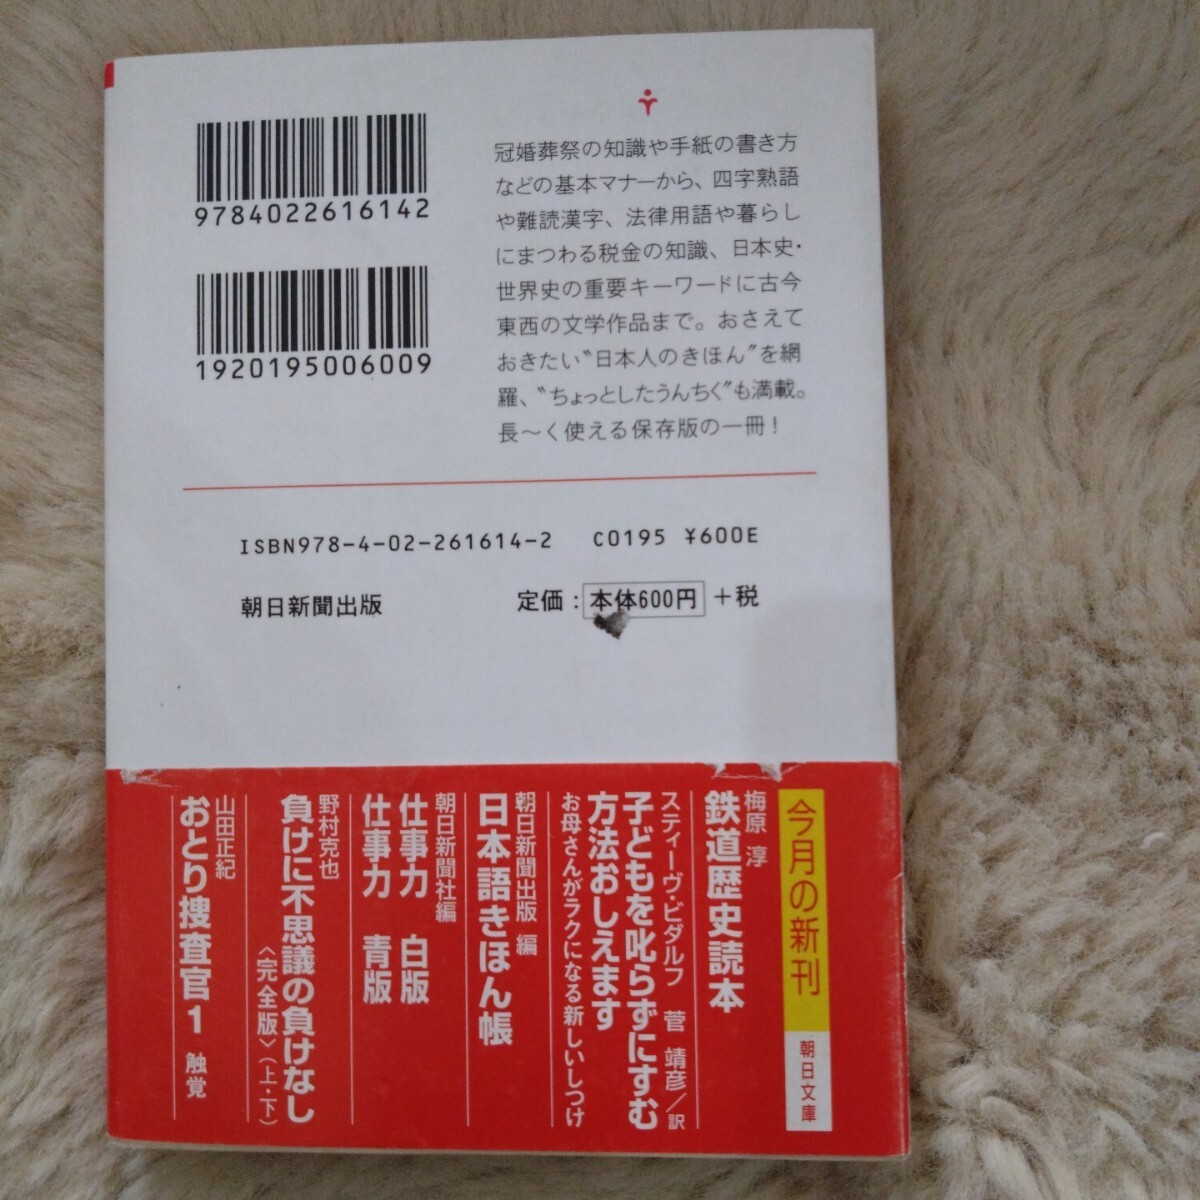 9784022616142
1920195006009
冠婚葬祭の知識や手紙の書き方
などの基本マナーから、四字熟語
や難読漢字、法律用語や暮らし
にまつわる税金の知識、日本史・
世界史の重要キーワードに古今
東西の文学作品まで。おさえて
おきたい〝日本人のきほん〟を網
羅、〝ちょっとしたうんちく〟も満載。
長〜く使える保存版の一冊！
ISBN978-4-02-261614-2 C0195 ¥600E
朝日新聞出版
定価：本体600円＋税
今月の新刊
朝日文庫
梅原 淳
鉄道歴史読本
スティーヴ・ビダルフ 菅 靖彦／訳
子どもを叱らずにすむ
方法おしえます
お母さんがラクになる新しいしつけ
朝日新聞出版 編
日本語きほん帳
朝日新聞社編
仕事力 白版
仕事力 青版
野村克也
負けに不思議の負けなし
〈完全版〉（上・下）
山田正紀
おとり捜査官1 触覚